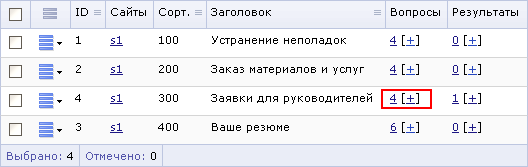 ID Сайты Сорт. Заголовок Вопросы Результаты
1 s1 100 Устранение неполадок 4 [+] 0 [+]
2 s1 200 Заказ материалов и услуг 4 [+] 0 [+]
4 s1 300 Заявки для руководителей 4 [+] 1 [+]
3 s1 400 Ваше резюме 6 [+] 0 [+]
Выбрано: 4 Отмечено: 0